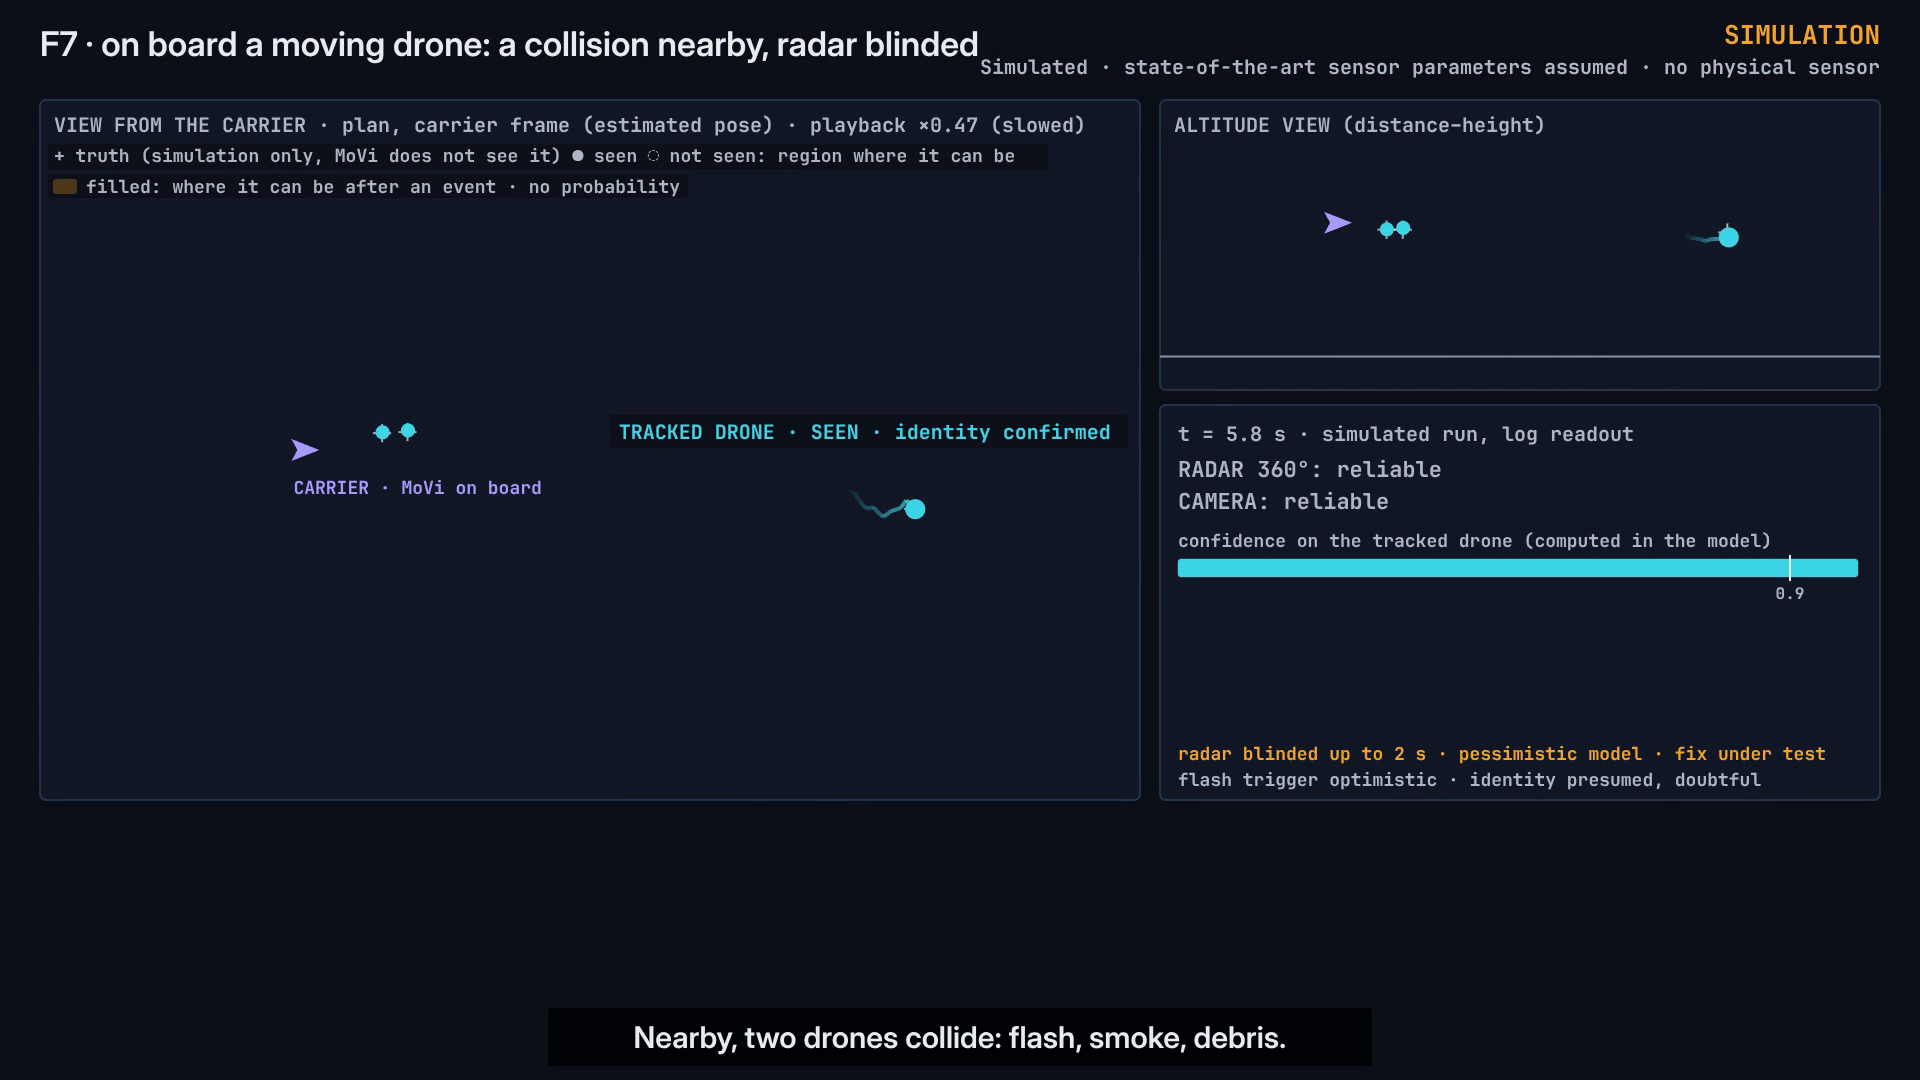 F7 · on board a moving drone: a collision nearby, radar blinded
SIMULATION
Simulated · state-of-the-art sensor parameters assumed · no physical sensor
VIEW FROM THE CARRIER · plan, carrier frame (estimated pose) · playback ×0.47 (slowed)
+ truth (simulation only, MoVi does not see it) ● seen ◌ not seen: region where it can be
filled: where it can be after an event · no probability
TRACKED DRONE · SEEN · identity confirmed
CARRIER · MoVi on board
ALTITUDE VIEW (distance-height)
t = 5.8 s · simulated run, log readout
RADAR 360°: reliable
CAMERA: reliable
confidence on the tracked drone (computed in the model)
0.9
radar blinded up to 2 s · pessimistic model · fix under test
flash trigger optimistic · identity presumed, doubtful
Nearby, two drones collide: flash, smoke, debris.